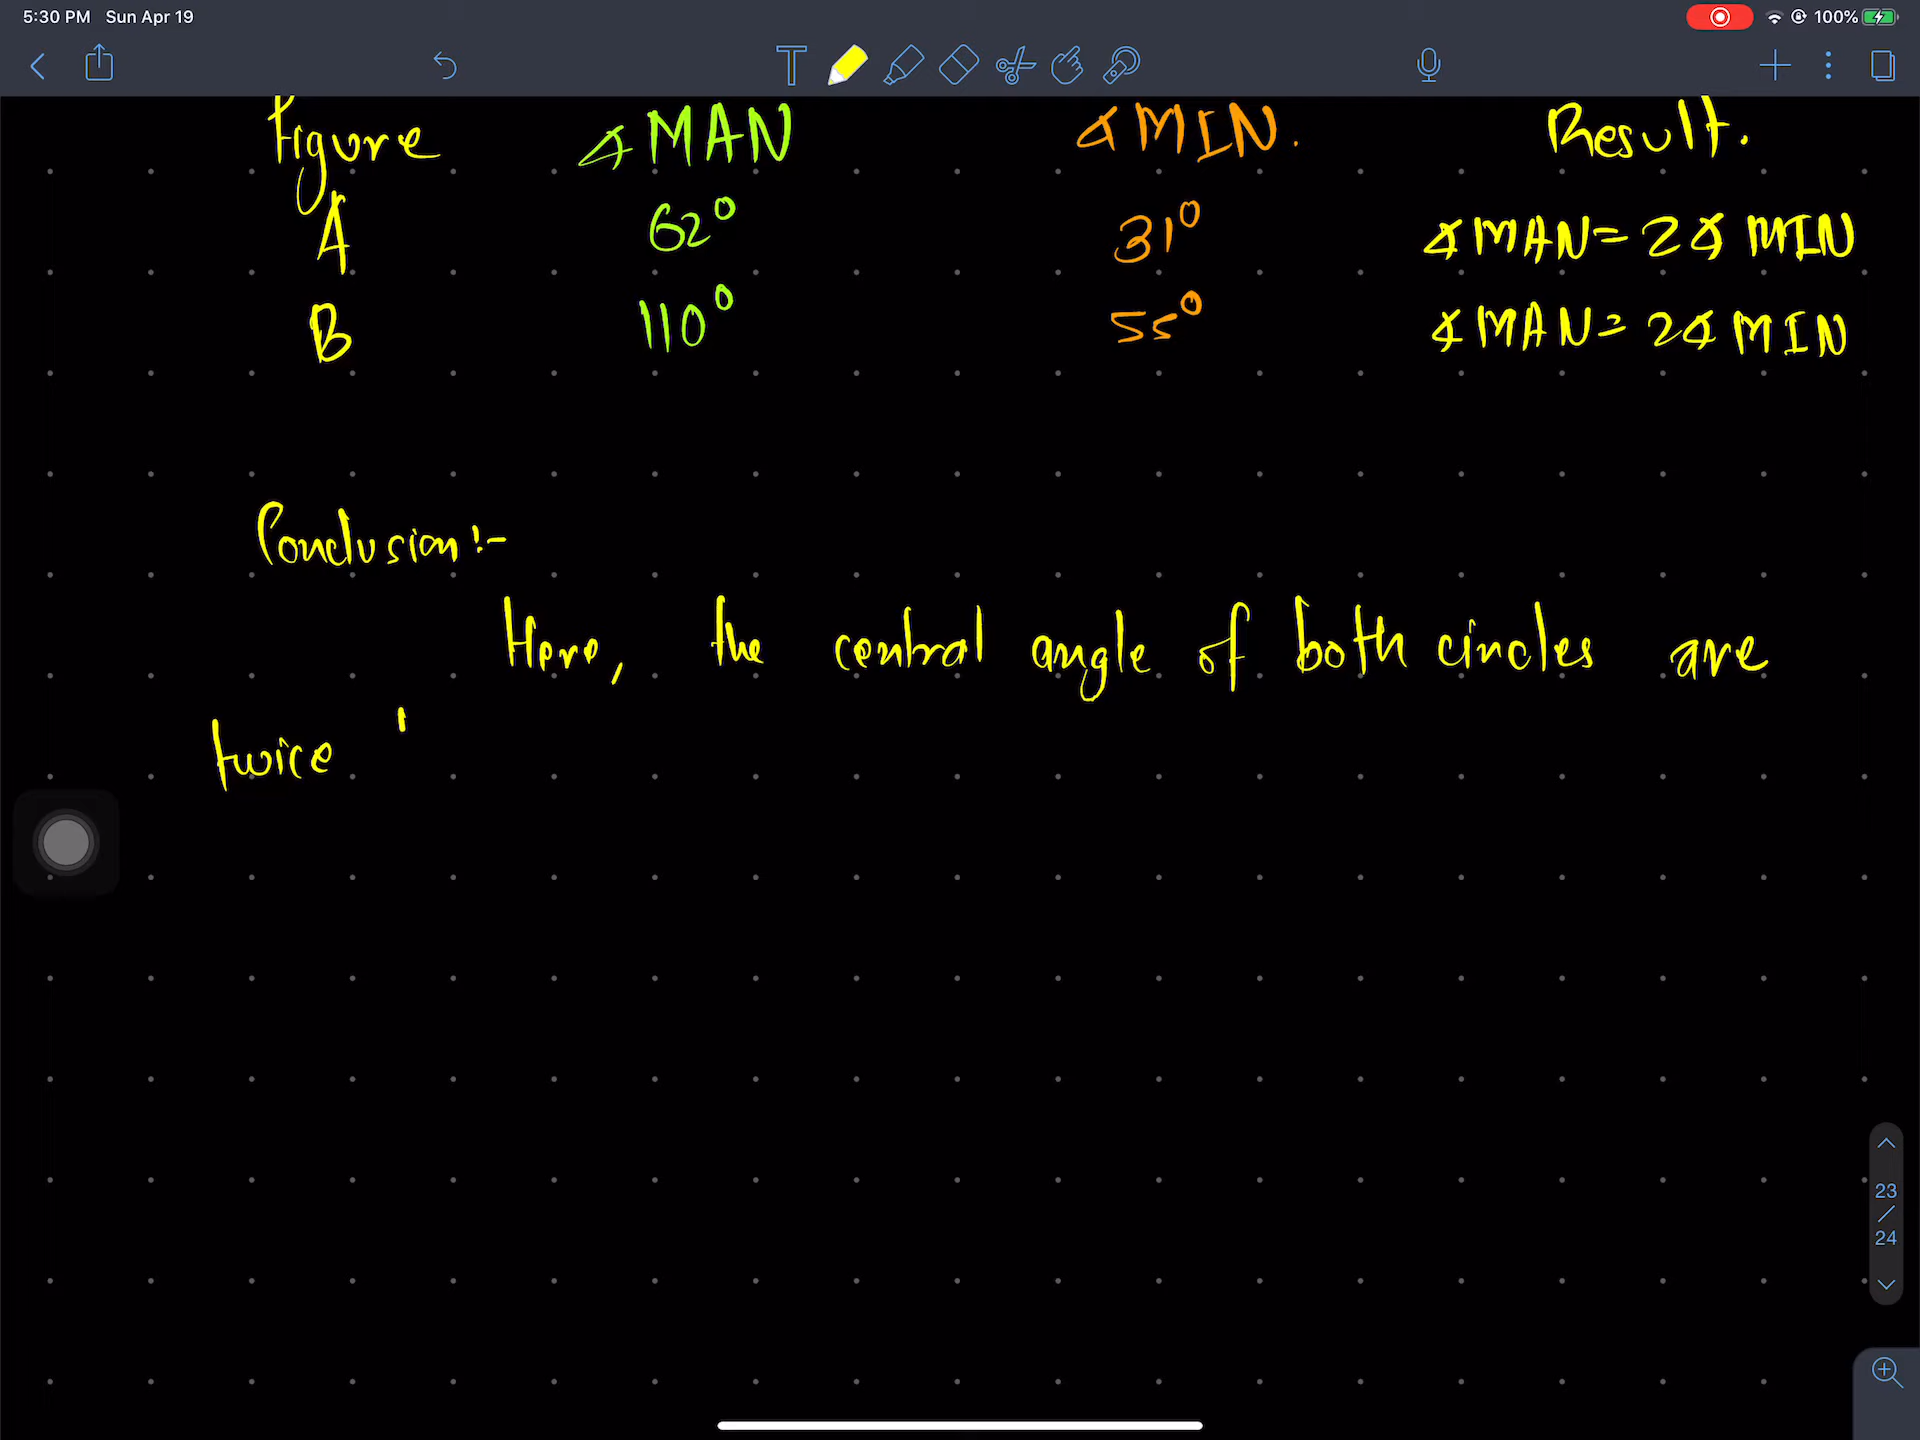 5:30 PM Sun Apr 19 100%
T
Figure ∡MAN ∡MIN. Result.
A 62° 31° ∡MAN = 2∡MIN
B 110° 55° ∡MAN = 2∡MIN
Conclusion:-
Here, the central angle of both circles are
twice
23
/
24